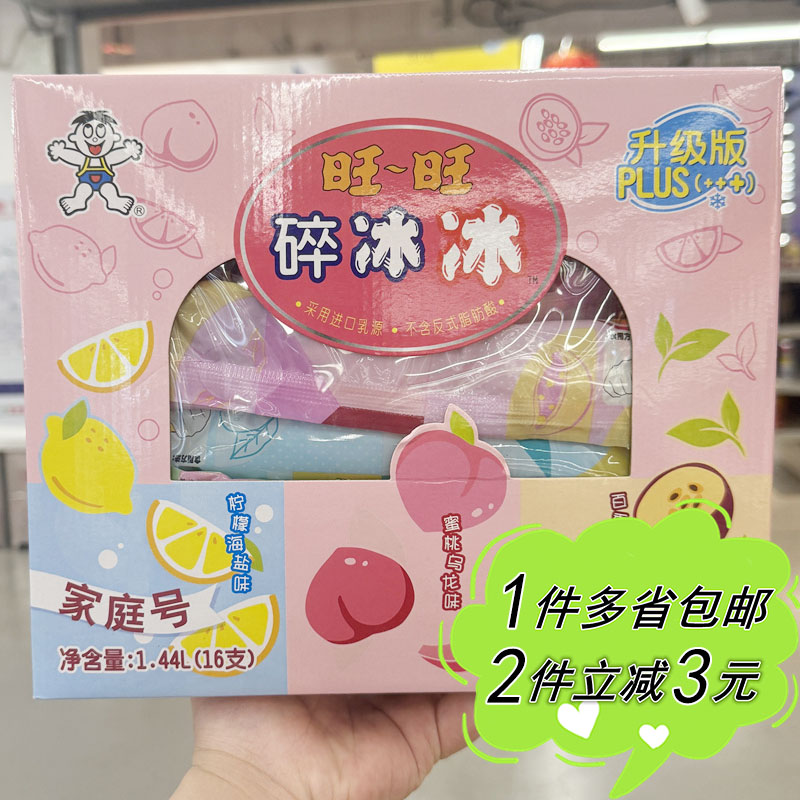 旺~旺
碎冰冰
TM
•采用进口乳源•不含反式脂肪酸•
升级版
PLUS(+++)
®
柠檬海盐味
蜜桃乌龙味
百
家庭号
净含量:1.44L(16支)
1件多省包邮
2件立减3元